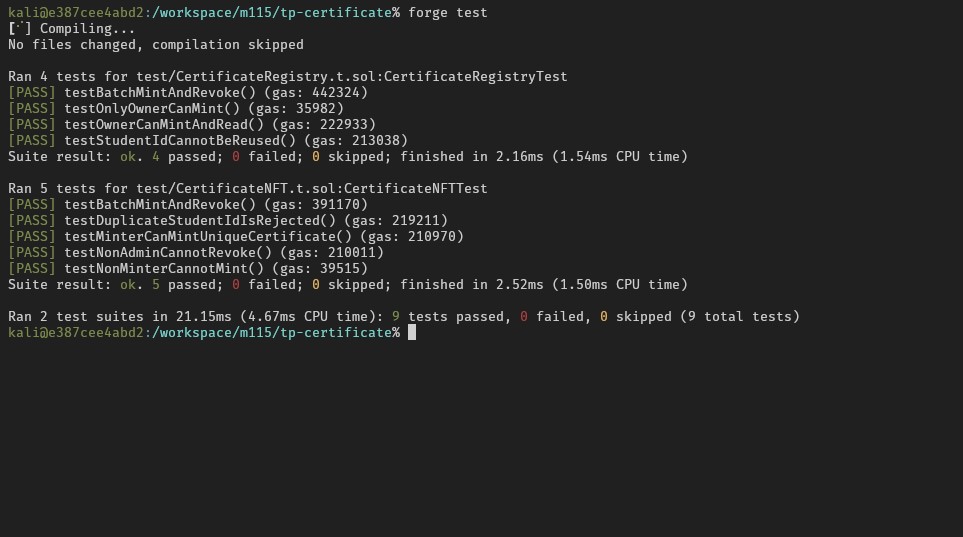 kali@e387cee4abd2:/workspace/m115/tp-certificate% forge test
[⠊] Compiling...
No files changed, compilation skipped
Ran 4 tests for test/CertificateRegistry.t.sol:CertificateRegistryTest
[PASS] testBatchMintAndRevoke() (gas: 442324)
[PASS] testOnlyOwnerCanMint() (gas: 35982)
[PASS] testOwnerCanMintAndRead() (gas: 222933)
[PASS] testStudentIdCannotBeReused() (gas: 213038)
Suite result: ok. 4 passed; 0 failed; 0 skipped; finished in 2.16ms (1.54ms CPU time)
Ran 5 tests for test/CertificateNFT.t.sol:CertificateNFTTest
[PASS] testBatchMintAndRevoke() (gas: 391170)
[PASS] testDuplicateStudentIdIsRejected() (gas: 219211)
[PASS] testMinterCanMintUniqueCertificate() (gas: 210970)
[PASS] testNonAdminCannotRevoke() (gas: 210011)
[PASS] testNonMinterCannotMint() (gas: 39515)
Suite result: ok. 5 passed; 0 failed; 0 skipped; finished in 2.52ms (1.50ms CPU time)
Ran 2 test suites in 21.15ms (4.67ms CPU time): 9 tests passed, 0 failed, 0 skipped (9 total tests)
kali@e387cee4abd2:/workspace/m115/tp-certificate%